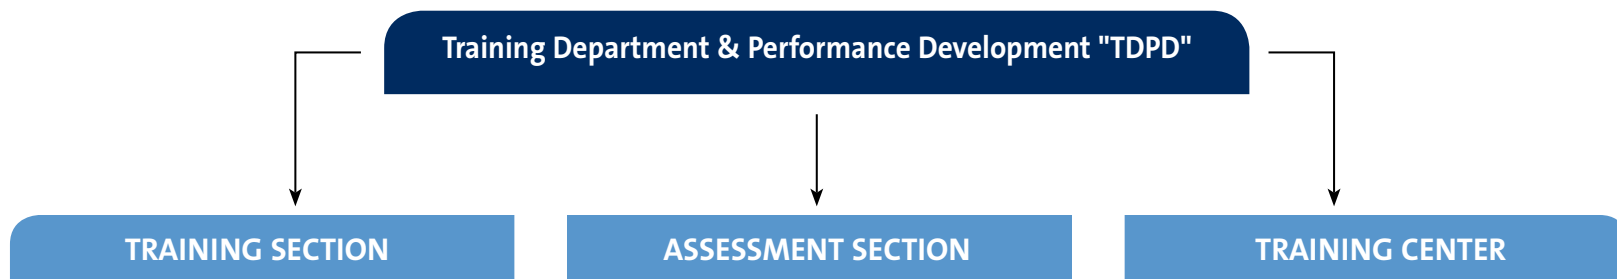 Training Department & Performance Development "TDPD"
TRAINING SECTION
ASSESSMENT SECTION
TRAINING CENTER